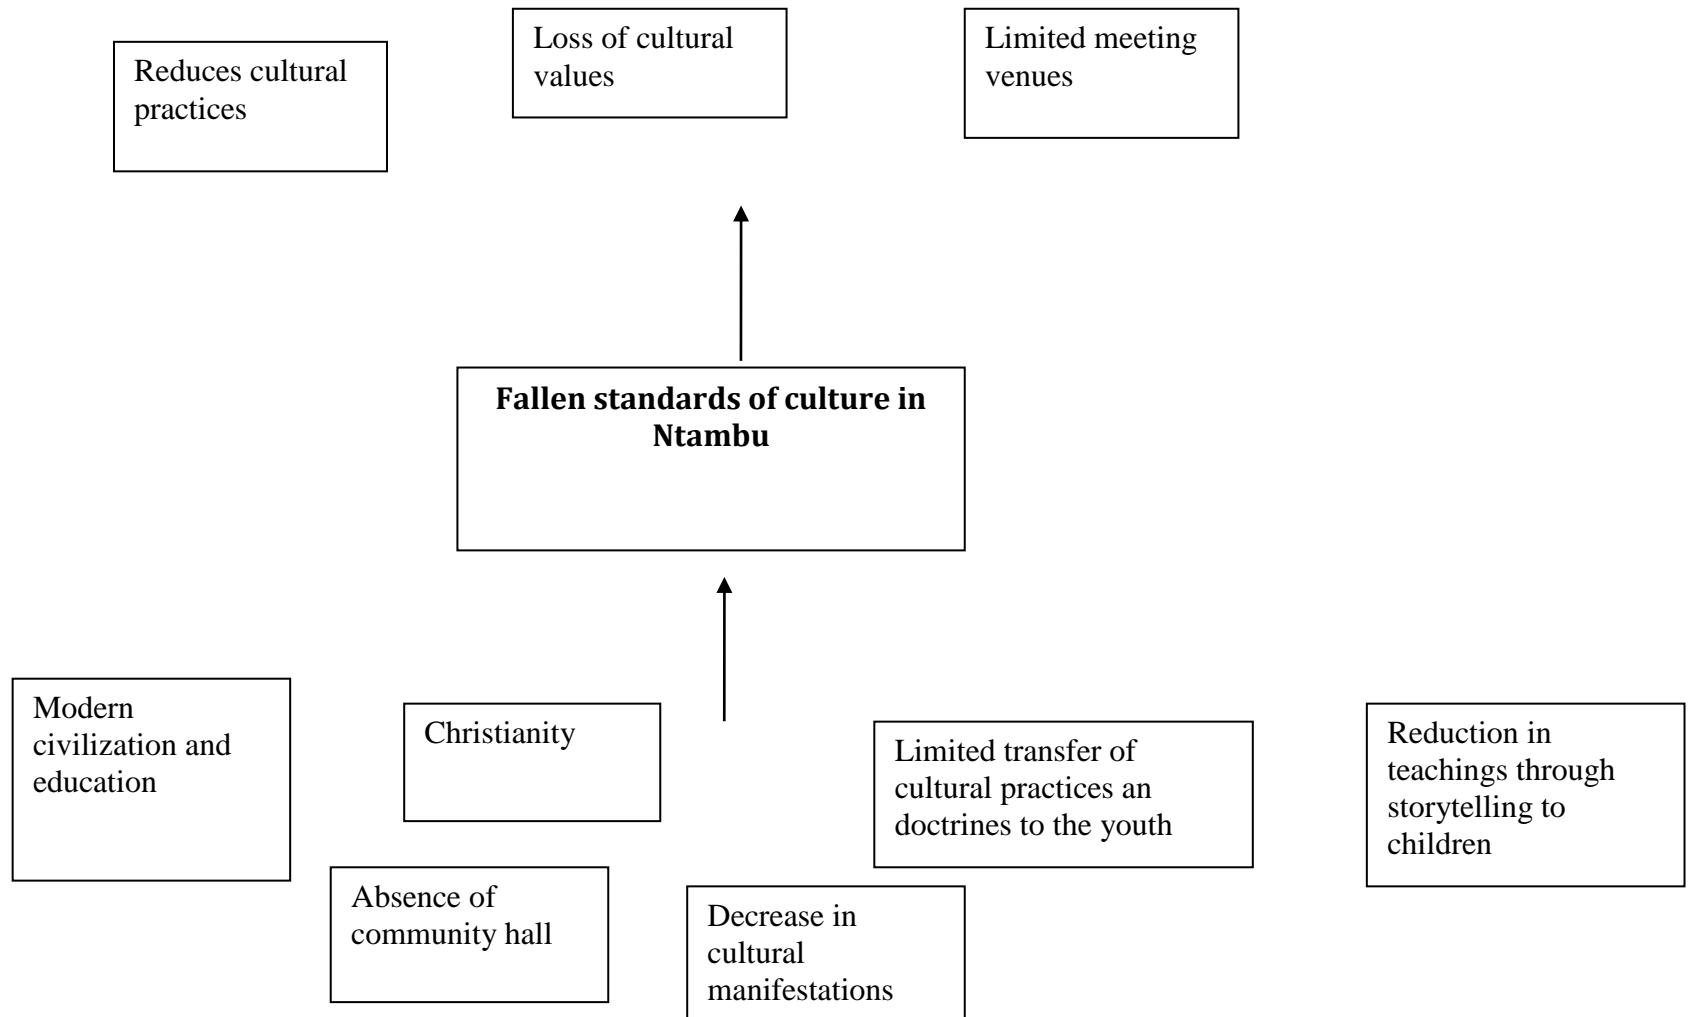 Reduces cultural
practices
Loss of cultural
values
Limited meeting
venues
Fallen standards of culture in
Ntambu
Modern
civilization and
education
Christianity
Limited transfer of
cultural practices an
doctrines to the youth
Reduction in
teachings through
storytelling to
children
Absence of
community hall
Decrease in
cultural
manifestations